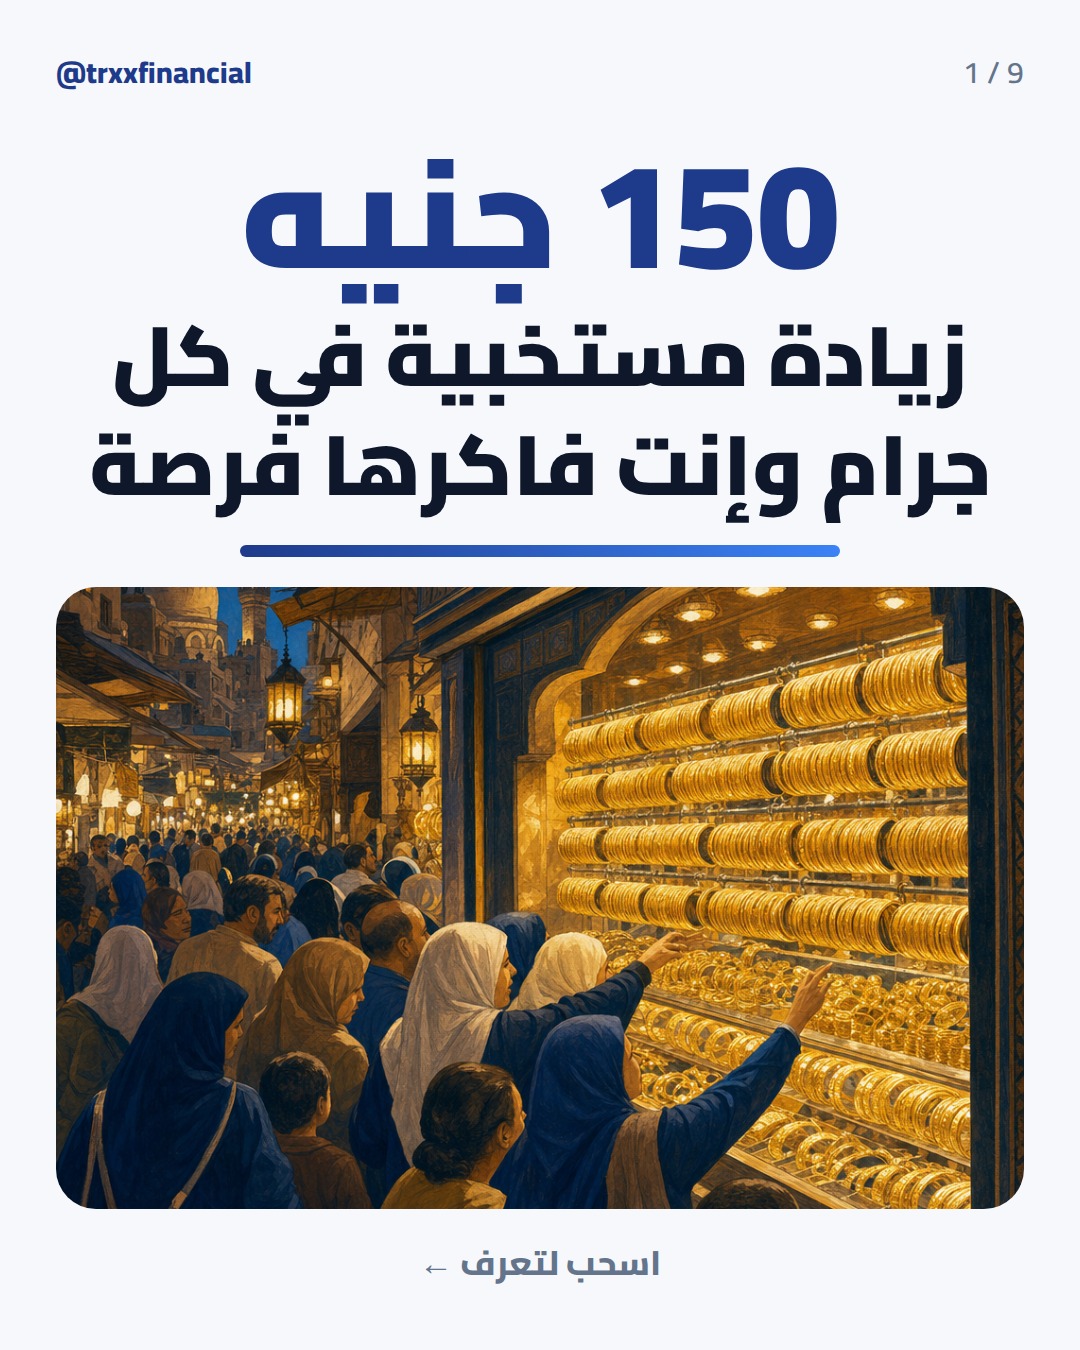 @trxxfinancial
1 / 9
150 جنيه
زيادة مستخبية في كل
جرام وإنت فاكرها فرصة
اسحب لتعرف ←